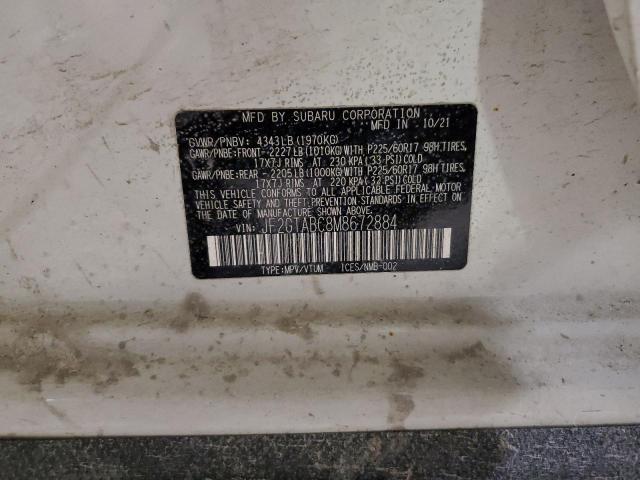 MFD BY SUBARU CORPORATION
MFD IN 10/21
GVWR/PNBV: 4343LB(1970KG)
GAWR/PNBE:FRONT-2227LB(1010KG)WITH P225/60R17 98H TIRES,
17X7J RIMS AT 230 KPA(33 PSI)COLD
GAWR/PNBE:REAR -2205LB(1000KG)WITH P225/60R17 98H TIRES,
17X7J RIMS AT 220 KPA(32 PSI)COLD
THIS VEHICLE CONFORMS TO ALL APPLICABLE FEDERAL MOTOR
VEHICLE SAFETY AND THEFT PREVENTION STANDARDS IN EFFECT ON
THE DATE OF MANUFACTURE SHOWN ABOVE.
VIN: JF2GTABC8M8672884
TYPE:MPV/VTUM ICES/NMB-002